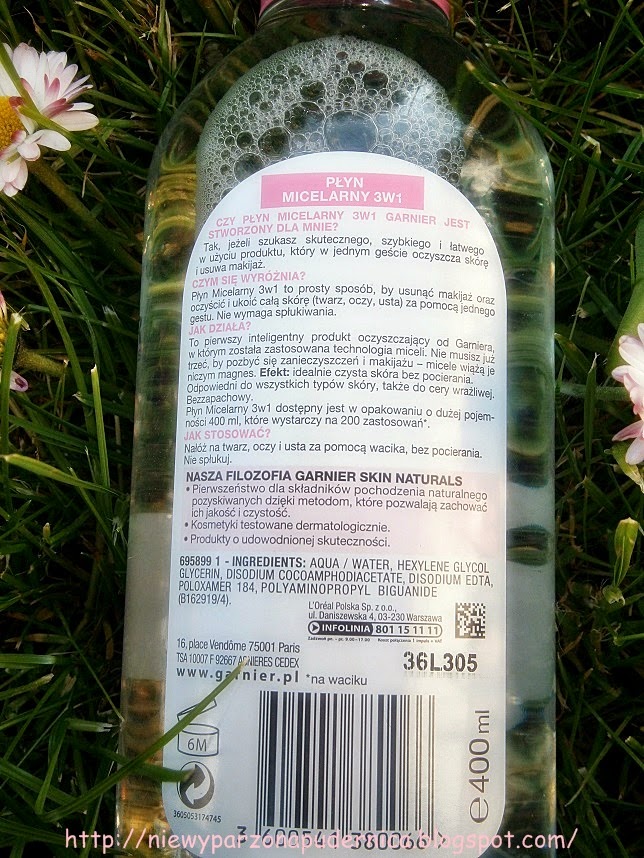 PŁYN
MICELARNY 3W1
CZY PŁYN MICELARNY 3W1 GARNIER JEST
STWORZONY DLA MNIE?
Tak, jeżeli szukasz skutecznego, szybkiego i łatwego
w użyciu produktu, który w jednym geście oczyszcza skórę
i usuwa makijaż.
CZYM SIĘ WYRÓŻNIA?
Płyn Micelarny 3w1 to prosty sposób, by usunąć makijaż oraz
oczyścić i ukoić całą skórę (twarz, oczy, usta) za pomocą jednego
gestu. Nie wymaga spłukiwania.
JAK DZIAŁA?
To pierwszy inteligentny produkt oczyszczający od Garniera,
w którym została zastosowana technologia miceli. Nie musisz już
trzeć, by pozbyć się zanieczyszczeń i makijażu – micele wiążą je
niczym magnes. Efekt: idealnie czysta skóra bez pocierania.
Odpowiedni do wszystkich typów skóry, także do cery wrażliwej.
Bezzapachowy.
Płyn Micelarny 3w1 dostępny jest w opakowaniu o dużej pojem-
ności 400 ml, które wystarczy na 200 zastosowań*.
JAK STOSOWAĆ?
Nałóż na twarz, oczy i usta za pomocą wacika, bez pocierania.
Nie spłukuj.
NASZA FILOZOFIA GARNIER SKIN NATURALS
• Pierwszeństwo dla składników pochodzenia naturalnego
pozyskiwanych dzięki metodom, które pozwalają zachować
ich jakość i czystość.
• Kosmetyki testowane dermatologicznie.
• Produkty o udowodnionej skuteczności.
695899 1 - INGREDIENTS: AQUA / WATER, HEXYLENE GLYCOL
GLYCERIN, DISODIUM COCOAMPHODIACETATE, DISODIUM EDTA,
POLOXAMER 184, POLYAMINOPROPYL BIGUANIDE
(B162919/4).
L'Oréal Polska Sp. z o.o.,
ul. Daniszewska 4, 03-230 Warszawa
INFOLINIA 801 15 11 11
16, place Vendôme 75001 Paris
TSA 10007 F 92667 ASNIERES CEDEX
36L305
www.garnier.pl *na waciku
6M
e 400 ml
3605053174745
http://niewyparzonapudernica.blogspot.com/